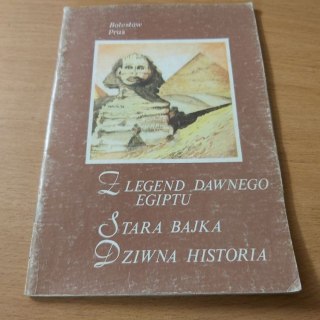 Bolesław
Prus
Z LEGEND DAWNEGO
EGIPTU
STARA BAJKA
DZIWNA HISTORIA